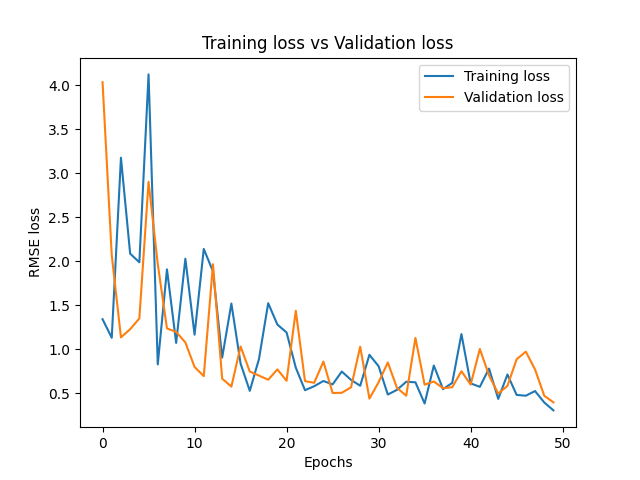 Training loss vs Validation loss
Training loss
Validation loss
4.0
3.5
3.0
2.5
2.0
1.5
1.0
0.5
RMSE loss
0 10 20 30 40 50
Epochs